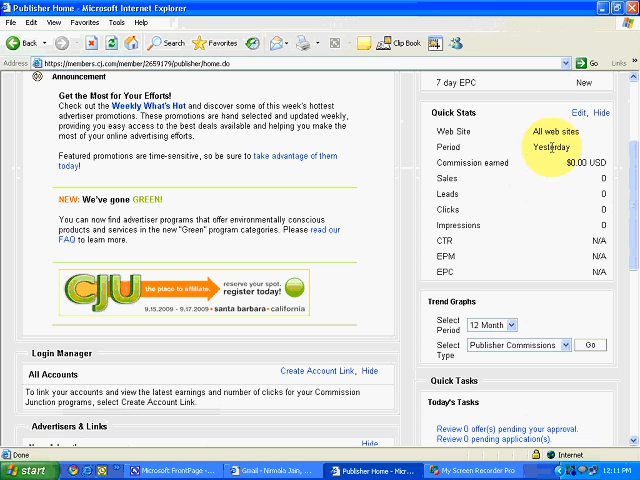 Publisher Home - Microsoft Internet Explorer
File Edit View Favorites Tools Help
Back Search Favorites Clip Book
Address https://members.cj.com/member/2659179/publisher/home.do Go Links »
Announcement
Get the Most for Your Efforts!
Check out the Weekly What's Hot and discover some of this week's hottest
advertiser promotions. These promotions are hand selected and updated weekly,
providing you easy access to the best deals available and helping you make the
most of your online advertising efforts.
Featured promotions are time-sensitive, so be sure to take advantage of them
today!
NEW: We've gone GREEN!
You can now find advertiser programs that offer environmentally conscious
products and services in the new "Green" program categories. Please read our
FAQ to learn more.
CJU the place to affiliate. reserve your spot. register today!
9.15.2009 - 9.17.2009 • santa barbara • california
Login Manager
All Accounts Create Account Link, Hide
To link your accounts and view the latest earnings and number of clicks for your Commission
Junction programs, select Create Account Link.
Advertisers & Links
Hide
7 day EPC New
Quick Stats Edit, Hide
Web Site All web sites
Period Yesterday
Commission earned $0.00 USD
Sales 0
Leads 0
Clicks 0
Impressions 0
CTR N/A
EPM N/A
EPC N/A
Trend Graphs
Select Period 12 Month
Select Type Publisher Commissions Go
Quick Tasks
Today's Tasks
Review 0 offer(s) pending your approval.
Review 0 pending application(s).
Done Internet
start Microsoft FrontPage -... Gmail - Nirmala Jain, ... Publisher Home - Micr... My Screen Recorder Pro 12:11 PM